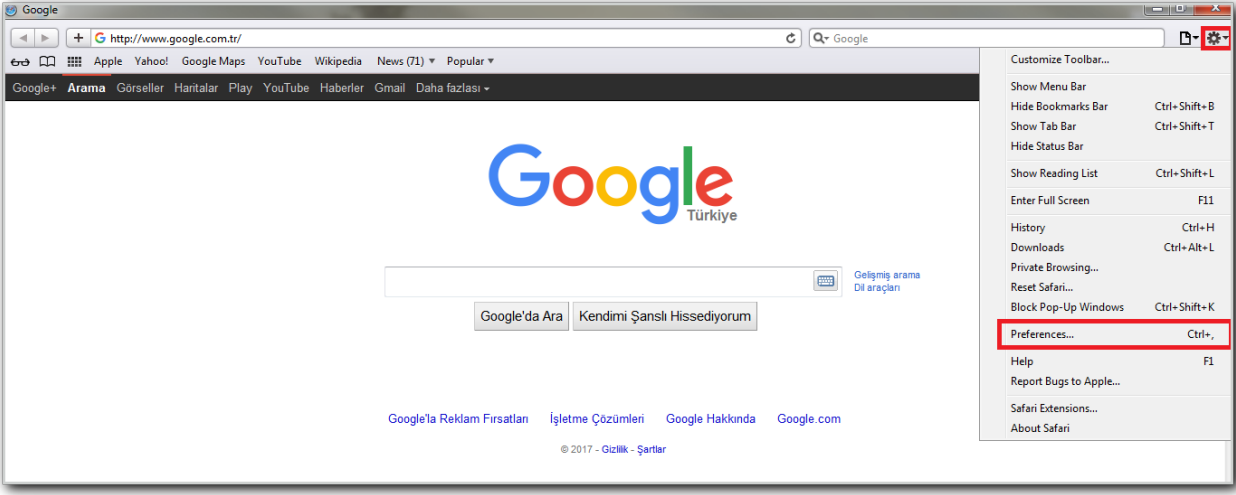 Google
http://www.google.com.tr/
Google
Apple Yahoo! Google Maps YouTube Wikipedia News (71) ▾ Popular ▾
Google+ Arama Görseller Haritalar Play YouTube Haberler Gmail Daha fazlası
Google
Türkiye
Gelişmiş arama
Dil araçları
Google'da Ara Kendimi Şanslı Hissediyorum
Google'la Reklam Fırsatları İşletme Çözümleri Google Hakkında Google.com
© 2017 - Gizlilik - Şartlar
Customize Toolbar...
Show Menu Bar
Hide Bookmarks Bar Ctrl+Shift+B
Show Tab Bar Ctrl+Shift+T
Hide Status Bar
Show Reading List Ctrl+Shift+L
Enter Full Screen F11
History Ctrl+H
Downloads Ctrl+Alt+L
Private Browsing...
Reset Safari...
Block Pop-Up Windows Ctrl+Shift+K
Preferences... Ctrl+,
Help F1
Report Bugs to Apple...
Safari Extensions...
About Safari